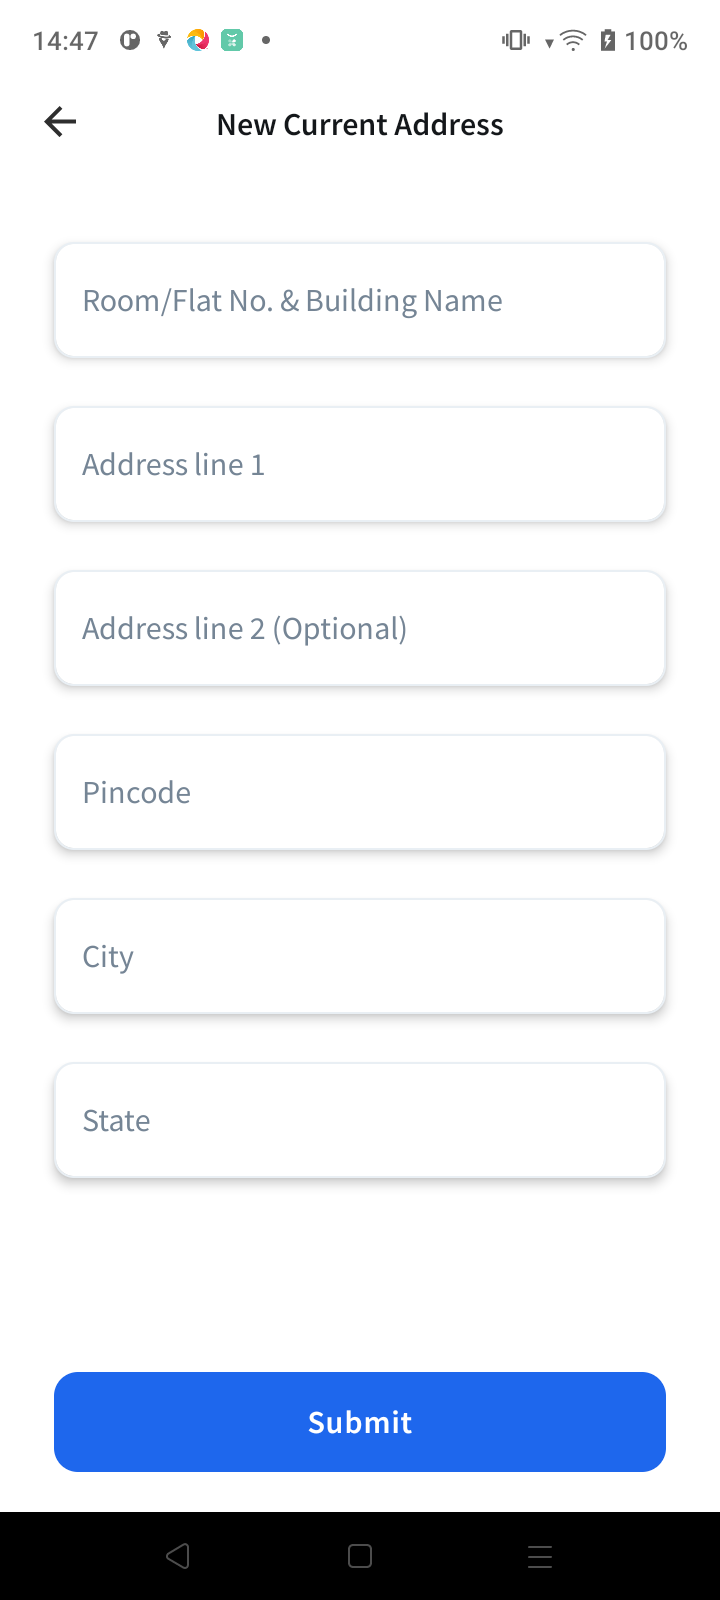 14:47
100%
New Current Address
Room/Flat No. & Building Name
Address line 1
Address line 2 (Optional)
Pincode
City
State
Submit